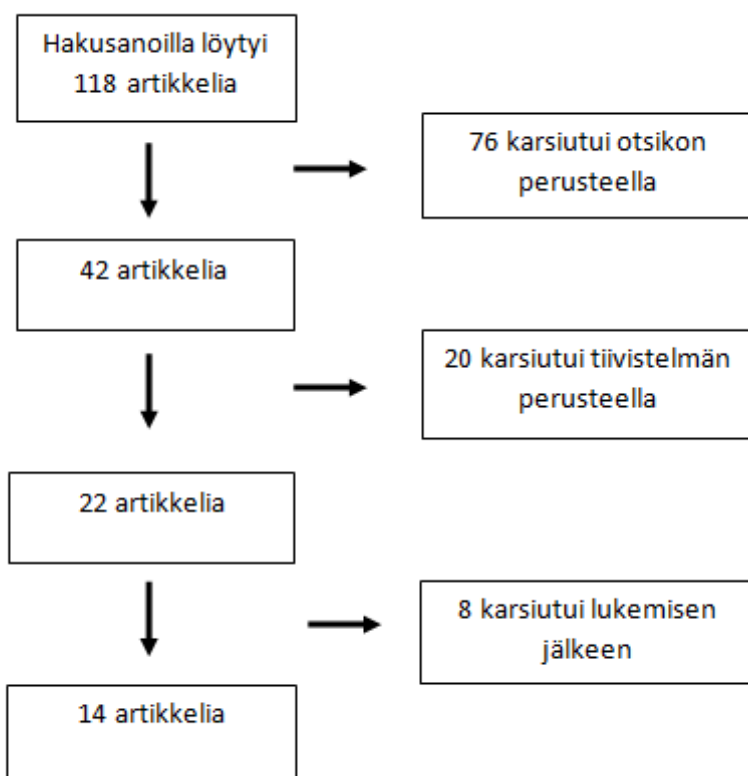 Hakusanoilla löytyi
118 artikkelia
76 karsiutui otsikon
perusteella
42 artikkelia
20 karsiutui tiivistelmän
perusteella
22 artikkelia
8 karsiutui lukemisen
jälkeen
14 artikkelia